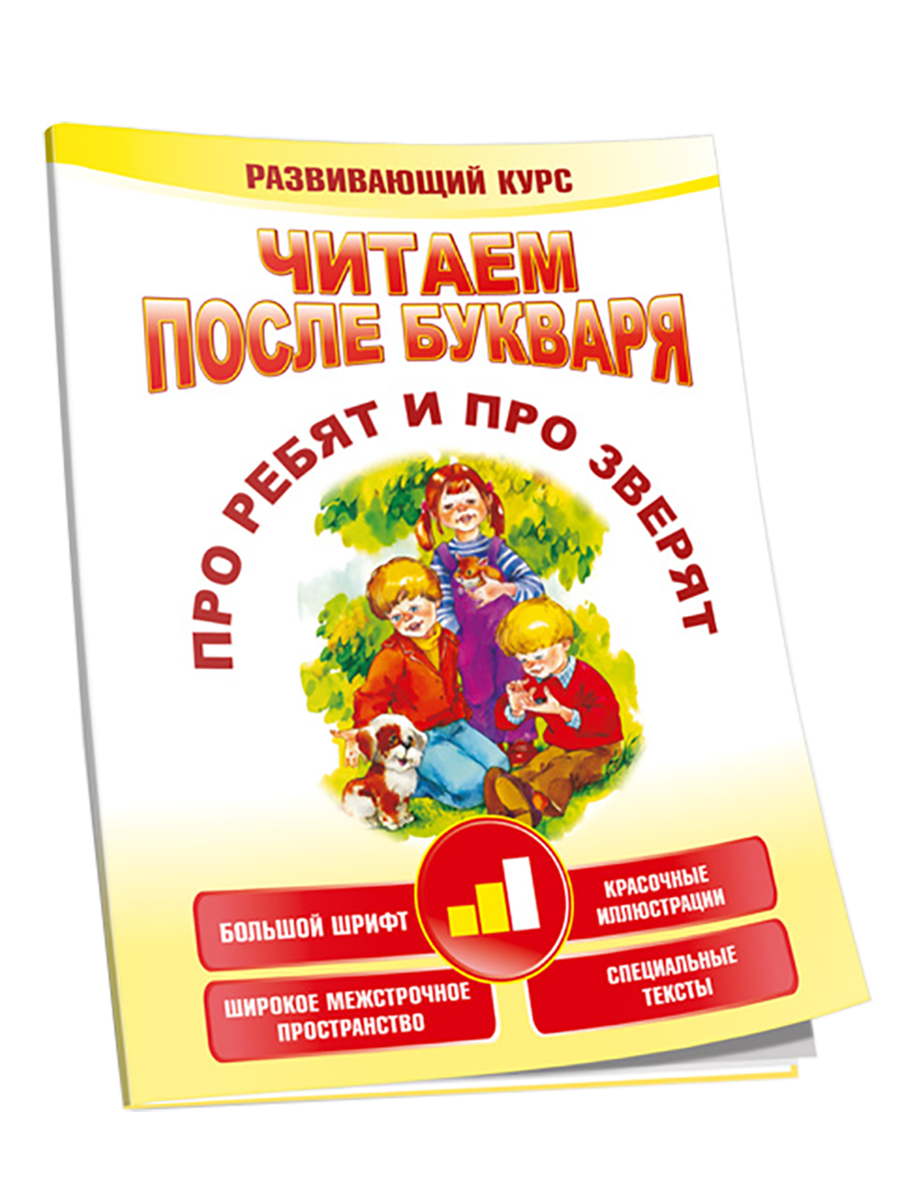 РАЗВИВАЮЩИЙ КУРС
ЧИТАЕМ
ПОСЛЕ БУКВАРЯ
ПРО РЕБЯТ И ПРО ЗВЕРЯТ
БОЛЬШОЙ ШРИФТ
КРАСОЧНЫЕ
ИЛЛЮСТРАЦИИ
ШИРОКОЕ МЕЖСТРОЧНОЕ
ПРОСТРАНСТВО
СПЕЦИАЛЬНЫЕ
ТЕКСТЫ